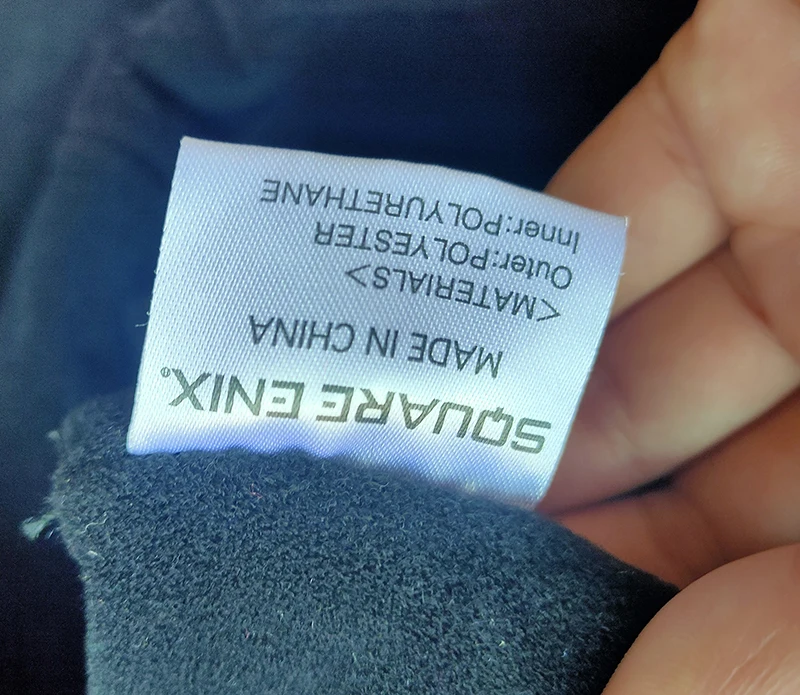 SQUARE ENIX®
MADE IN CHINA
<MATERIALS>
Outer:POLYESTER
Inner:POLYURETHANE